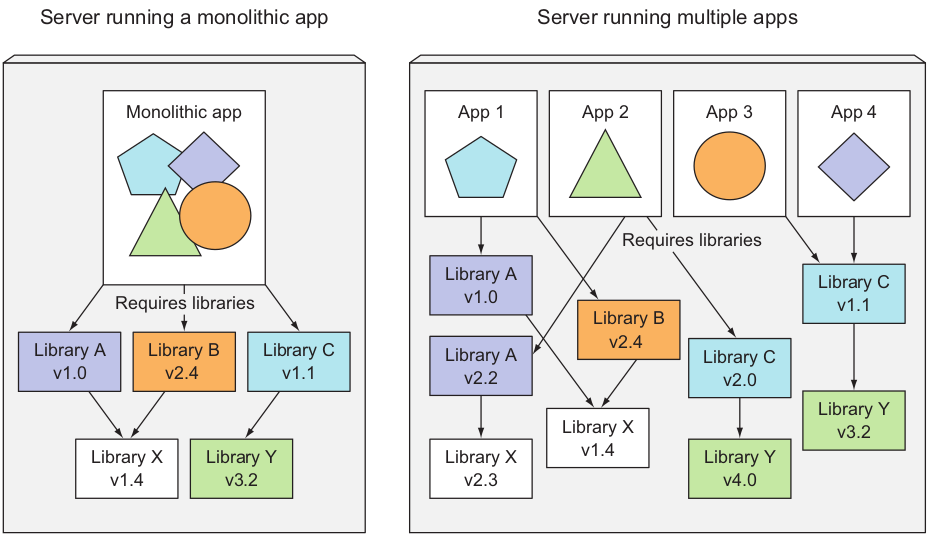 Server running a monolithic app
Monolithic app
Requires libraries
Library A
v1.0
Library B
v2.4
Library C
v1.1
Library X
v1.4
Library Y
v3.2
Server running multiple apps
App 1
App 2
App 3
App 4
Requires libraries
Library A
v1.0
Library C
v1.1
Library B
v2.4
Library A
v2.2
Library C
v2.0
Library Y
v3.2
Library X
v1.4
Library X
v2.3
Library Y
v4.0